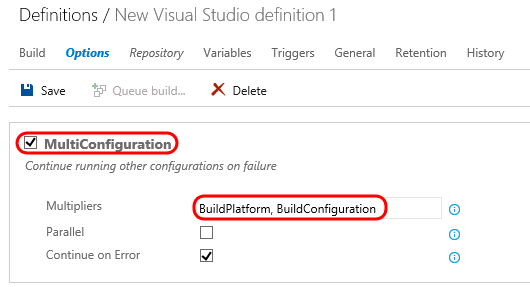 Definitions / New Visual Studio definition 1
Build Options Repository Variables Triggers General Retention History
Save Queue build... Delete
MultiConfiguration
Continue running other configurations on failure
Multipliers BuildPlatform, BuildConfiguration
Parallel
Continue on Error